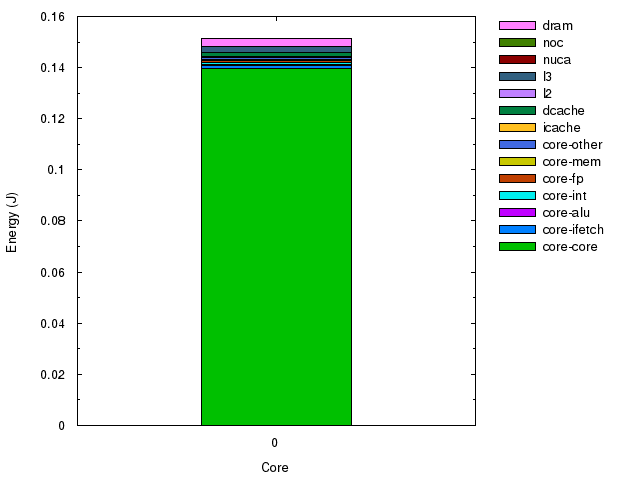 0.16
0.14
0.12
0.1
0.08
0.06
0.04
0.02
0
Energy (J)
0
Core
dram
noc
nuca
l3
l2
dcache
icache
core-other
core-mem
core-fp
core-int
core-alu
core-ifetch
core-core